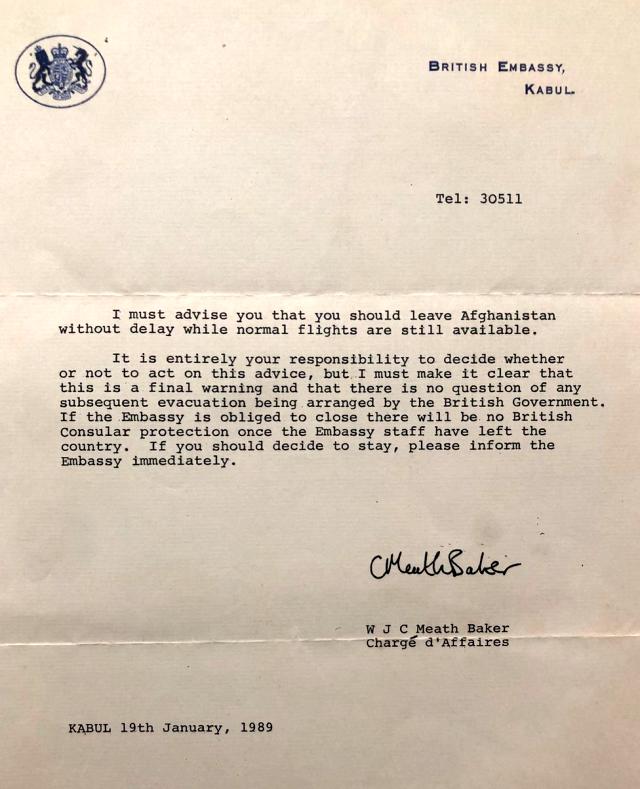 BRITISH EMBASSY,
KABUL.
Tel: 30511
I must advise you that you should leave Afghanistan
without delay while normal flights are still available.
It is entirely your responsibility to decide whether
or not to act on this advice, but I must make it clear that
this is a final warning and that there is no question of any
subsequent evacuation being arranged by the British Government.
If the Embassy is obliged to close there will be no British
Consular protection once the Embassy staff have left the
country. If you should decide to stay, please inform the
Embassy immediately.
CMeathBaker
W J C Meath Baker
Chargé d'Affaires
KABUL 19th January, 1989